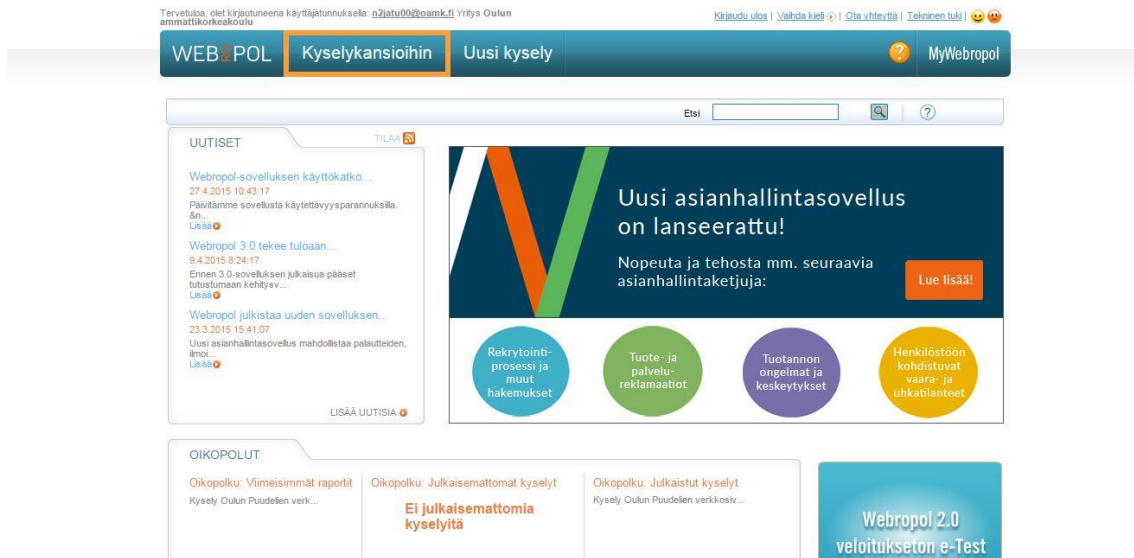 Tervetuloa, olet kirjautuneena käyttäjätunnuksella: n2jatu00@oamk.fi Yritys Oulun
ammattikorkeakoulu
Kirjaudu ulos | Vaihda kieli | Ota yhteyttä | Tekninen tuki |
WEBROPOL Kyselykansioihin Uusi kysely ? MyWebropol
Etsi ?
UUTISET TILAA
Webropol-sovelluksen käyttökatko...
27.4.2015 10:43:17
Päivitämme sovellusta käytettävyysparannuksilla.
&n...
Lisää
Webropol 3.0 tekee tuloaan...
9.4.2015 8:24:17
Ennen 3.0-sovelluksen julkaisua pääset
tutustumaan kehitysv...
Lisää
Webropol julkistaa uuden sovelluksen...
23.3.2015 15:41:07
Uusi asianhallintasovellus mahdollistaa palautteiden,
ilmoi...
Lisää
LISÄÄ UUTISIA
Uusi asianhallintasovellus
on lanseerattu!
Nopeuta ja tehosta mm. seuraavia
asianhallintaketjuja:
Lue lisää!
Rekrytointi-
prosessi ja
muut
hakemukset
Tuote- ja
palvelu-
reklamaatiot
Tuotannon
ongelmat ja
keskeytykset
Henkilöstöön
kohdistuvat
vaara- ja
uhkatilanteet
OIKOPOLUT
Oikopolku: Viimeisimmät raportit
Kysely Oulun Puudelien verk...
Oikopolku: Julkaisemattomat kyselyt
Ei julkaisemattomia
kyselyitä
Oikopolku: Julkaistut kyselyt
Kysely Oulun Puudelien verkkosiv...
Webropol 2.0
veloitukseton e-Test